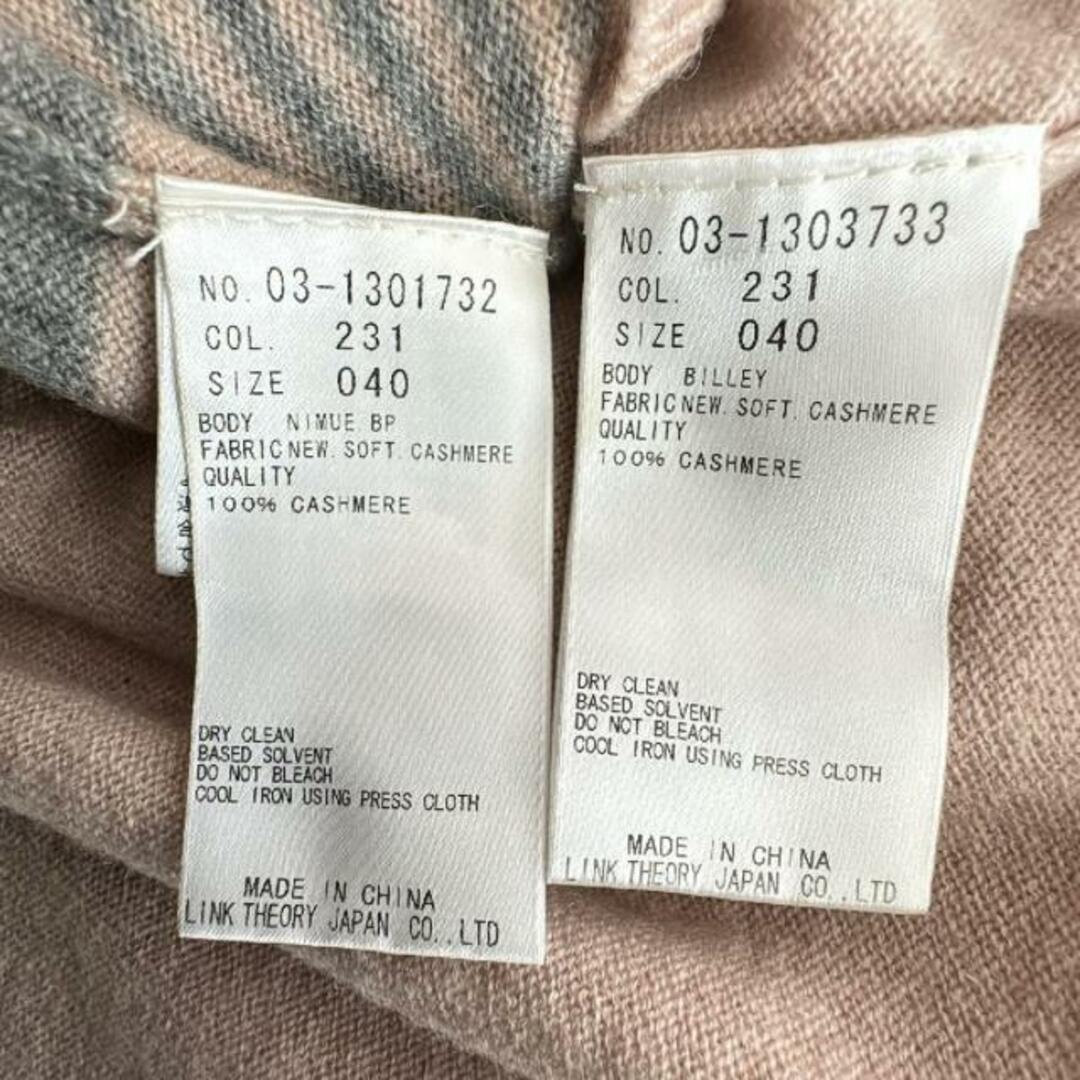 NO. 03-1301732
COL. 231
SIZE 040
BODY NIMUE BP
FABRIC NEW. SOFT. CASHMERE
QUALITY
100% CASHMERE
DRY CLEAN
BASED SOLVENT
DO NOT BLEACH
COOL IRON USING PRESS CLOTH
MADE IN CHINA
LINK THEORY JAPAN CO.,LTD
NO. 03-1303733
COL. 231
SIZE 040
BODY BILLEY
FABRIC NEW. SOFT. CASHMERE
QUALITY
100% CASHMERE
DRY CLEAN
BASED SOLVENT
DO NOT BLEACH
COOL IRON USING PRESS CLOTH
MADE IN CHINA
LINK THEORY JAPAN CO.,LTD